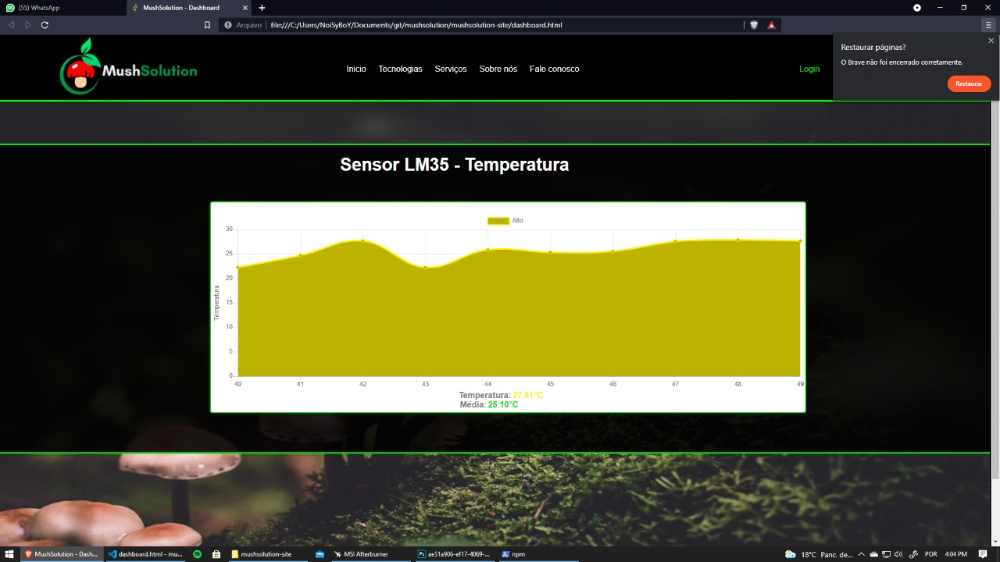 (55) WhatsApp
MushSolution - Dashboard
Arquivo
file:///C:/Users/NoiSyBoY/Documents/git/mushsolution/mushsolution-site/dashboard.html
Restaurar páginas?
O Brave não foi encerrado corretamente.
Restaurar
MushSolution
Início Tecnologias Serviços Sobre nós Fale conosco
Login
Sensor LM35 - Temperatura
Alto
30
25
20
15
10
5
0
Temperatura
40 41 42 43 44 45 46 47 48 49
Temperatura: 27.61°C
Média: 25.10°C
MushSolution - Dash...
dashboard.html - mu...
mushsolution-site
MSI Afterburner
ae51a906-ef17-4069-...
npm
18°C Panc. de...
POR
4:04 PM